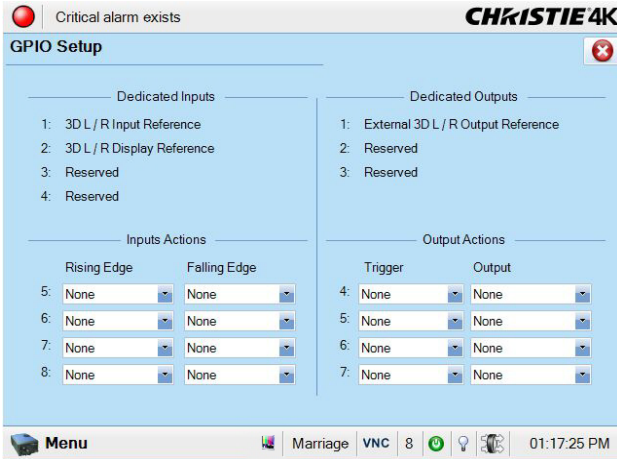 Critical alarm exists
CHRISTIE 4K
GPIO Setup
Dedicated Inputs
1: 3D L / R Input Reference
2: 3D L / R Display Reference
3: Reserved
4: Reserved
Dedicated Outputs
1: External 3D L / R Output Reference
2: Reserved
3: Reserved
Inputs Actions
Rising Edge Falling Edge
5: None None
6: None None
7: None None
8: None None
Output Actions
Trigger Output
4: None None
5: None None
6: None None
7: None None
Menu Marriage VNC 8 01:17:25 PM